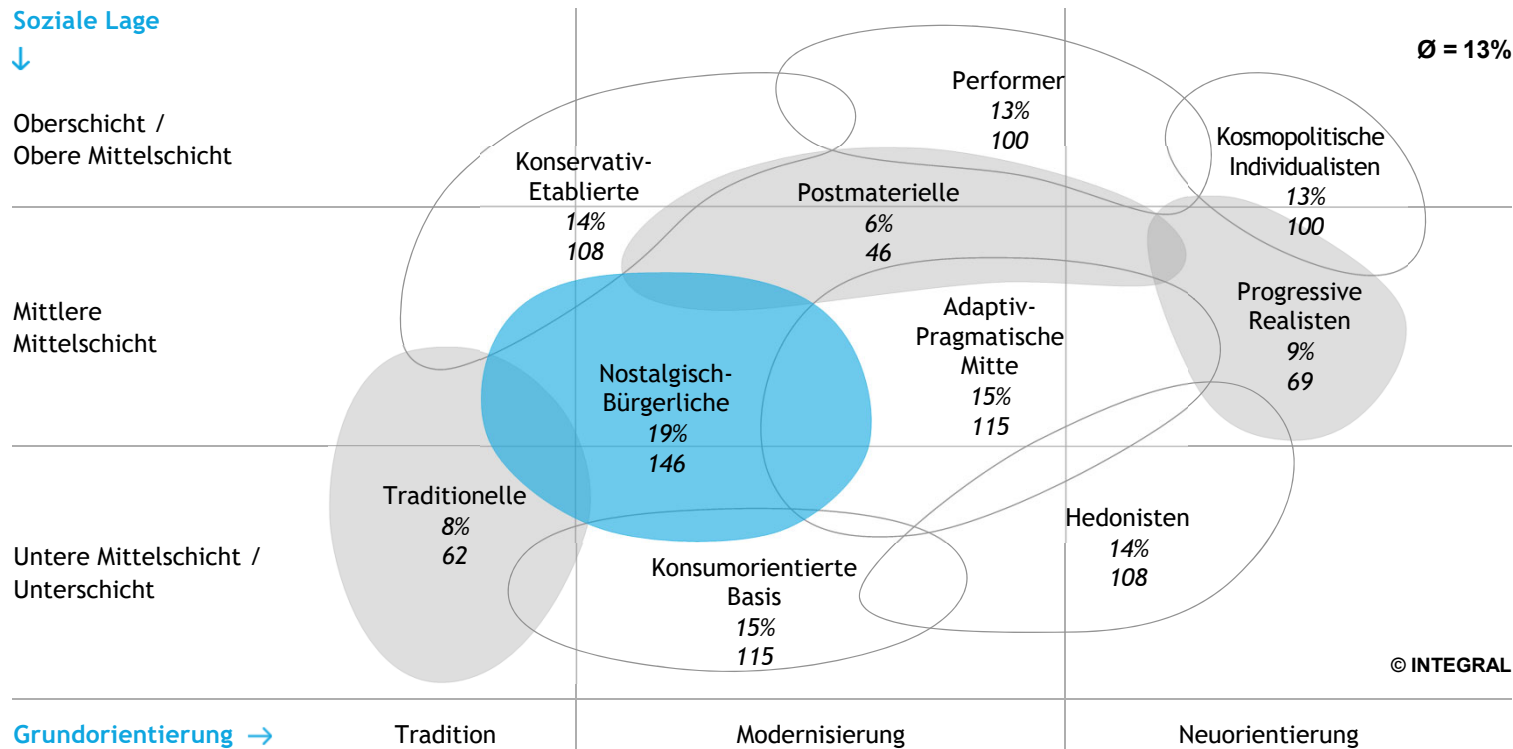 Soziale Lage
↓
Ø = 13%
Oberschicht /
Obere Mittelschicht
Konservativ-
Etablierte
14%
108
Performer
13%
100
Kosmopolitische
Individualisten
13%
100
Postmaterielle
6%
46
Mittlere
Mittelschicht
Nostalgisch-
Bürgerliche
19%
146
Adaptiv-
Pragmatische
Mitte
15%
115
Progressive
Realisten
9%
69
Untere Mittelschicht /
Unterschicht
Traditionelle
8%
62
Konsumorientierte
Basis
15%
115
Hedonisten
14%
108
© INTEGRAL
Grundorientierung →
Tradition
Modernisierung
Neuorientierung